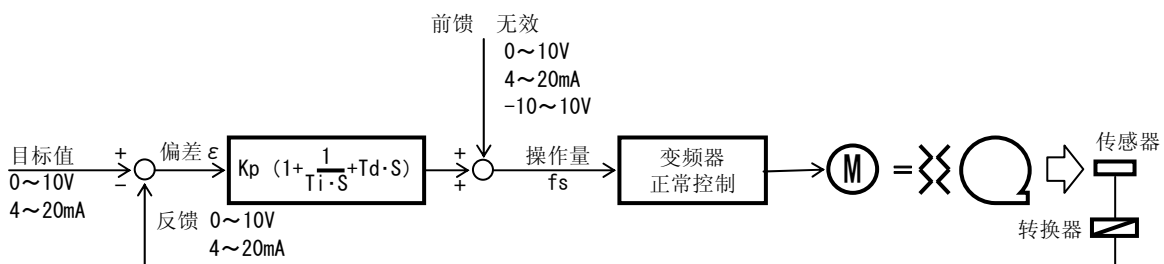 前馈 无效
0～10V
4～20mA
-10～10V
目标值
0～10V
4～20mA
+
−
偏差 ε
Kp (1+1/Ti·S+Td·S)
+
+
操作量
fs
变频器
正常控制
M
=
传感器
转换器
反馈 0～10V
4～20mA